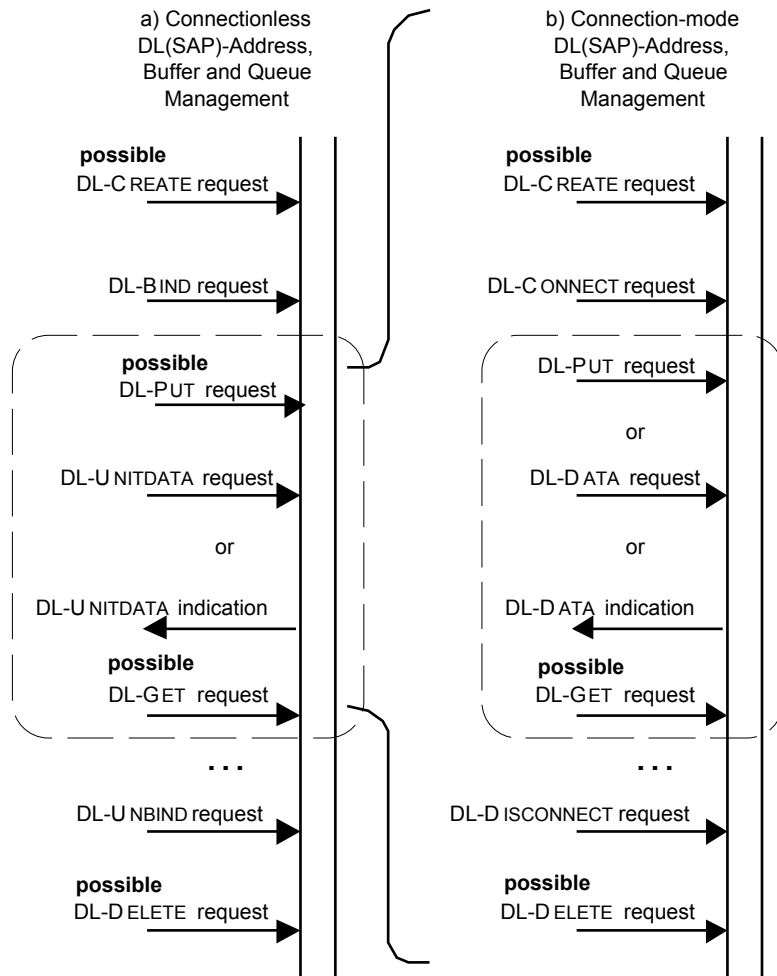 a) Connectionless
DL(SAP)-Address,
Buffer and Queue
Management
possible
DL-CREATE request
DL-BIND request
possible
DL-PUT request
DL-UNITDATA request
or
DL-UNITDATA indication
possible
DL-GET request
...
DL-UNBIND request
possible
DL-DELETE request
b) Connection-mode
DL(SAP)-Address,
Buffer and Queue
Management
possible
DL-CREATE request
DL-CONNECT request
DL-PUT request
or
DL-DATA request
or
DL-DATA indication
possible
DL-GET request
...
DL-DISCONNECT request
possible
DL-DELETE request